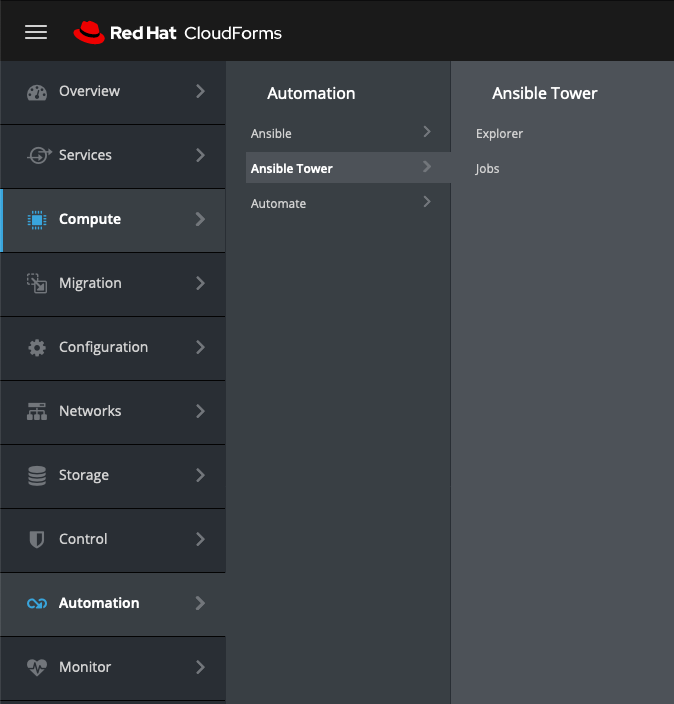 Red Hat CloudForms
Overview
Services
Compute
Migration
Configuration
Networks
Storage
Control
Automation
Monitor
Automation
Ansible
Ansible Tower
Automate
Ansible Tower
Explorer
Jobs